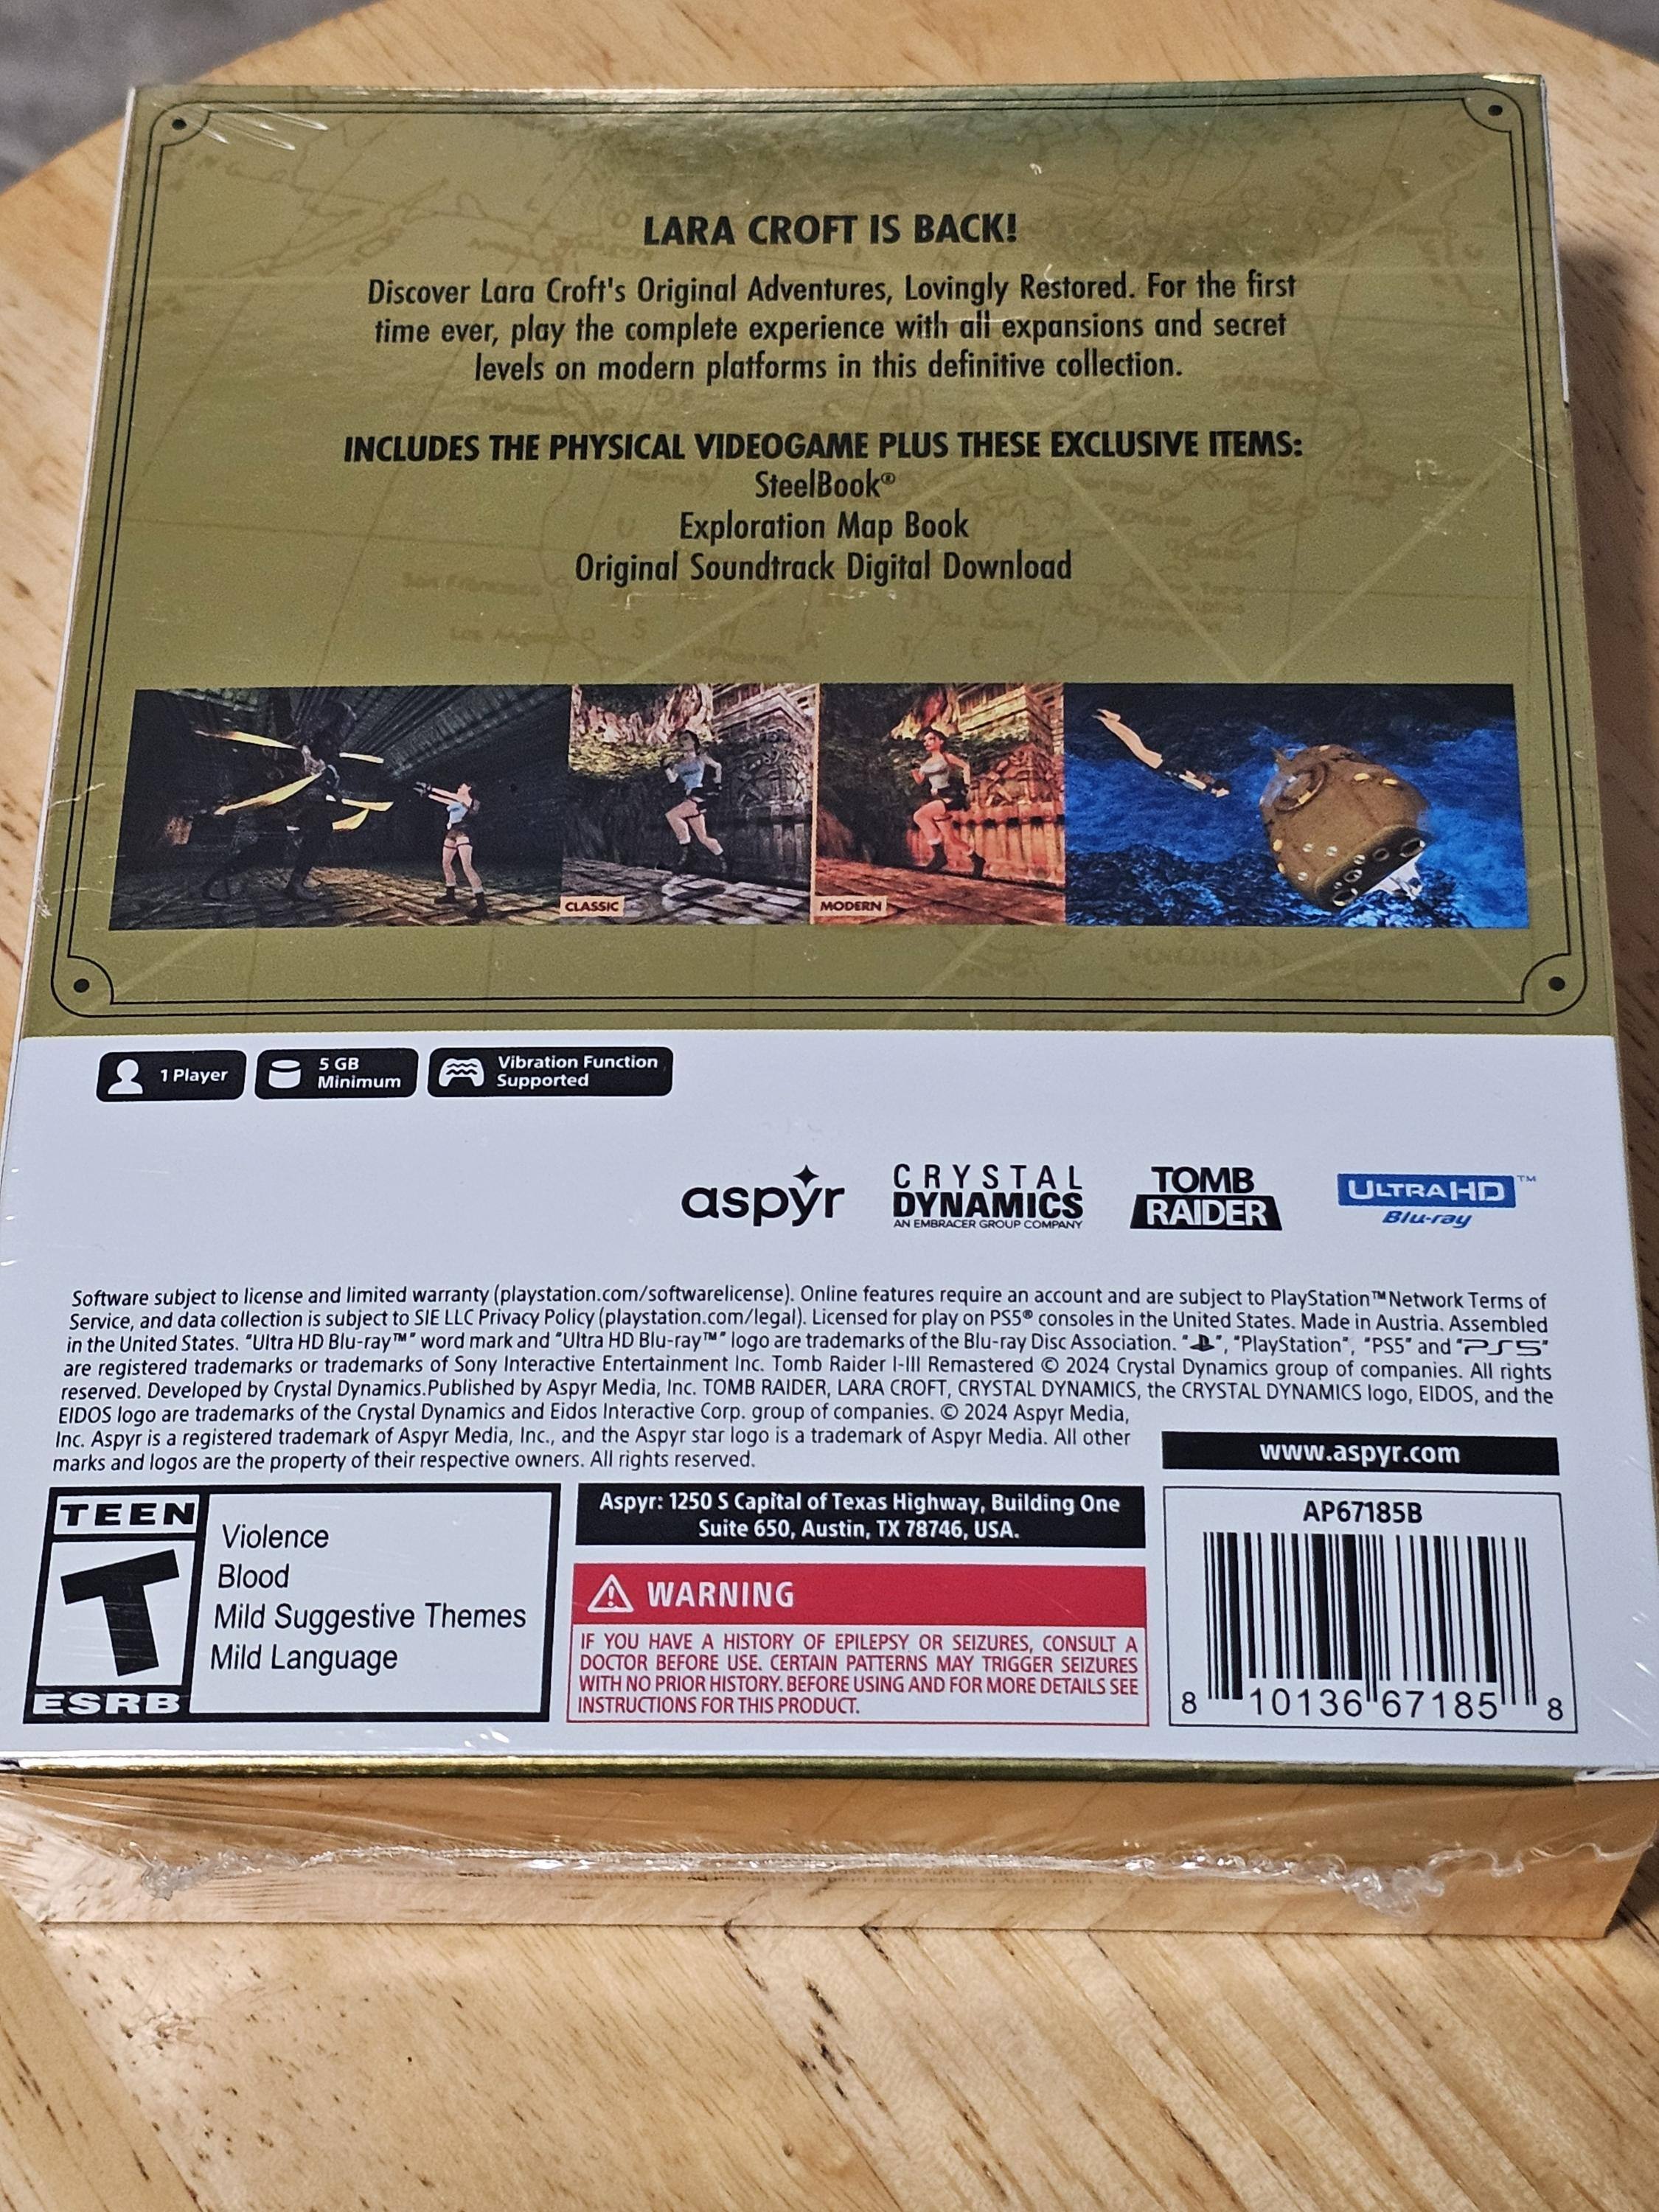 LARA CROFT IS BACK!
Discover Lara Croft's Original Adventures, Lovingly Restored. For the first
time ever, play the complete experience with all expansions and secret
levels on modern platforms in this definitive collection.
INCLUDES THE PHYSICAL VIDEOGAME PLUS THESE EXCLUSIVE ITEMS:
SteelBook®
Exploration Map Book
Original Soundtrack Digital Download
CLASSIC
MODERN
1 Player
5 GB
Minimum
Vibration Function
Supported
aspyr
CRYSTAL
DYNAMICS
AN EMBRACER GROUP COMPANY
TOMB
RAIDER
ULTRA HD™
Blu-ray
Software subject to license and limited warranty (playstation.com/softwarelicense). Online features require an account and are subject to PlayStation™Network Terms of
Service, and data collection is subject to SIE LLC Privacy Policy (playstation.com/legal). Licensed for play on PS5® consoles in the United States. Made in Austria. Assembled
in the United States. "Ultra HD Blu-ray™" word mark and "Ultra HD Blu-ray™" logo are trademarks of the Blu-ray Disc Association. "", "PlayStation", "PS5" and "PS5"
are registered trademarks or trademarks of Sony Interactive Entertainment Inc. Tomb Raider I-III Remastered © 2024 Crystal Dynamics group of companies. All rights
reserved. Developed by Crystal Dynamics.Published by Aspyr Media, Inc. TOMB RAIDER, LARA CROFT, CRYSTAL DYNAMICS, the CRYSTAL DYNAMICS logo, EIDOS, and the
EIDOS logo are trademarks of the Crystal Dynamics and Eidos Interactive Corp. group of companies. © 2024 Aspyr Media,
Inc. Aspyr is a registered trademark of Aspyr Media, Inc., and the Aspyr star logo is a trademark of Aspyr Media. All other
marks and logos are the property of their respective owners. All rights reserved.
www.aspyr.com
TEEN
T
ESRB
Violence
Blood
Mild Suggestive Themes
Mild Language
Aspyr: 1250 S Capital of Texas Highway, Building One
Suite 650, Austin, TX 78746, USA.
WARNING
IF YOU HAVE A HISTORY OF EPILEPSY OR SEIZURES, CONSULT A
DOCTOR BEFORE USE. CERTAIN PATTERNS MAY TRIGGER SEIZURES
WITH NO PRIOR HISTORY. BEFORE USING AND FOR MORE DETAILS SEE
INSTRUCTIONS FOR THIS PRODUCT.
AP67185B
8 10136 67185 8